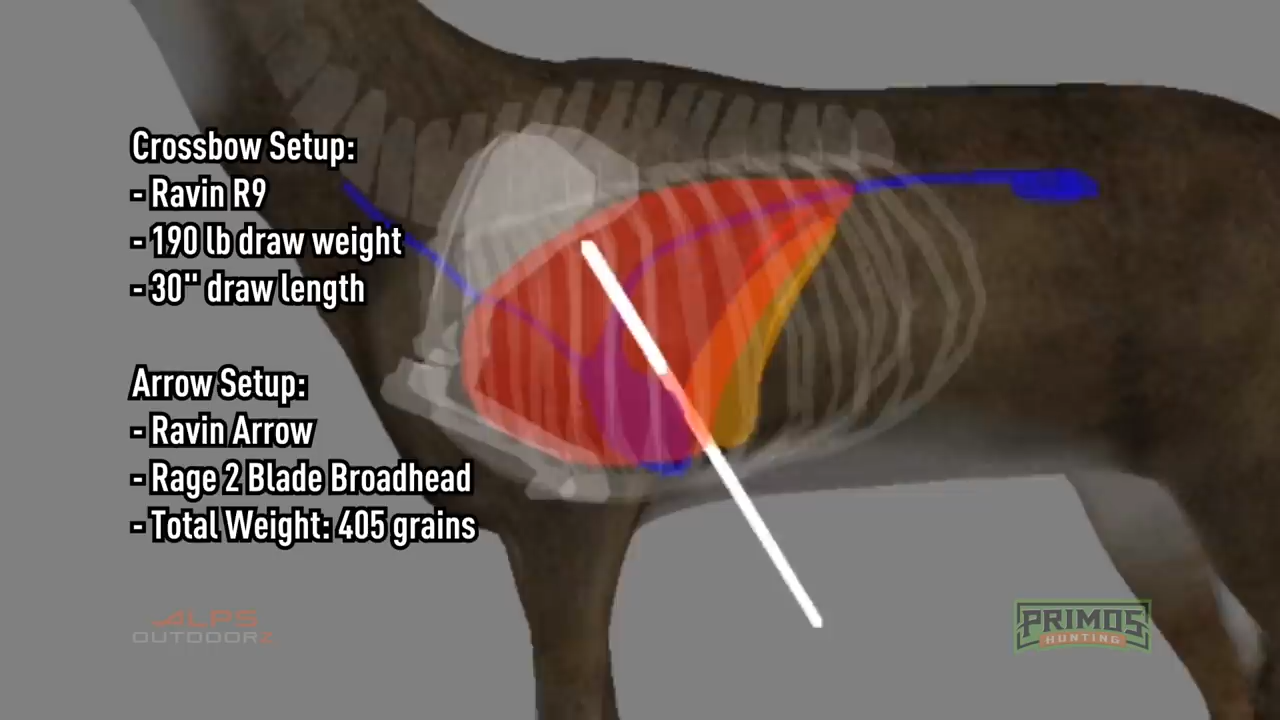 Crossbow Setup:
- Ravin R9
- 190 lb draw weight
- 30" draw length
Arrow Setup:
- Ravin Arrow
- Rage 2 Blade Broadhead
- Total Weight: 405 grains
ALPS
OUTDOORZ
PRIMOS
HUNTING